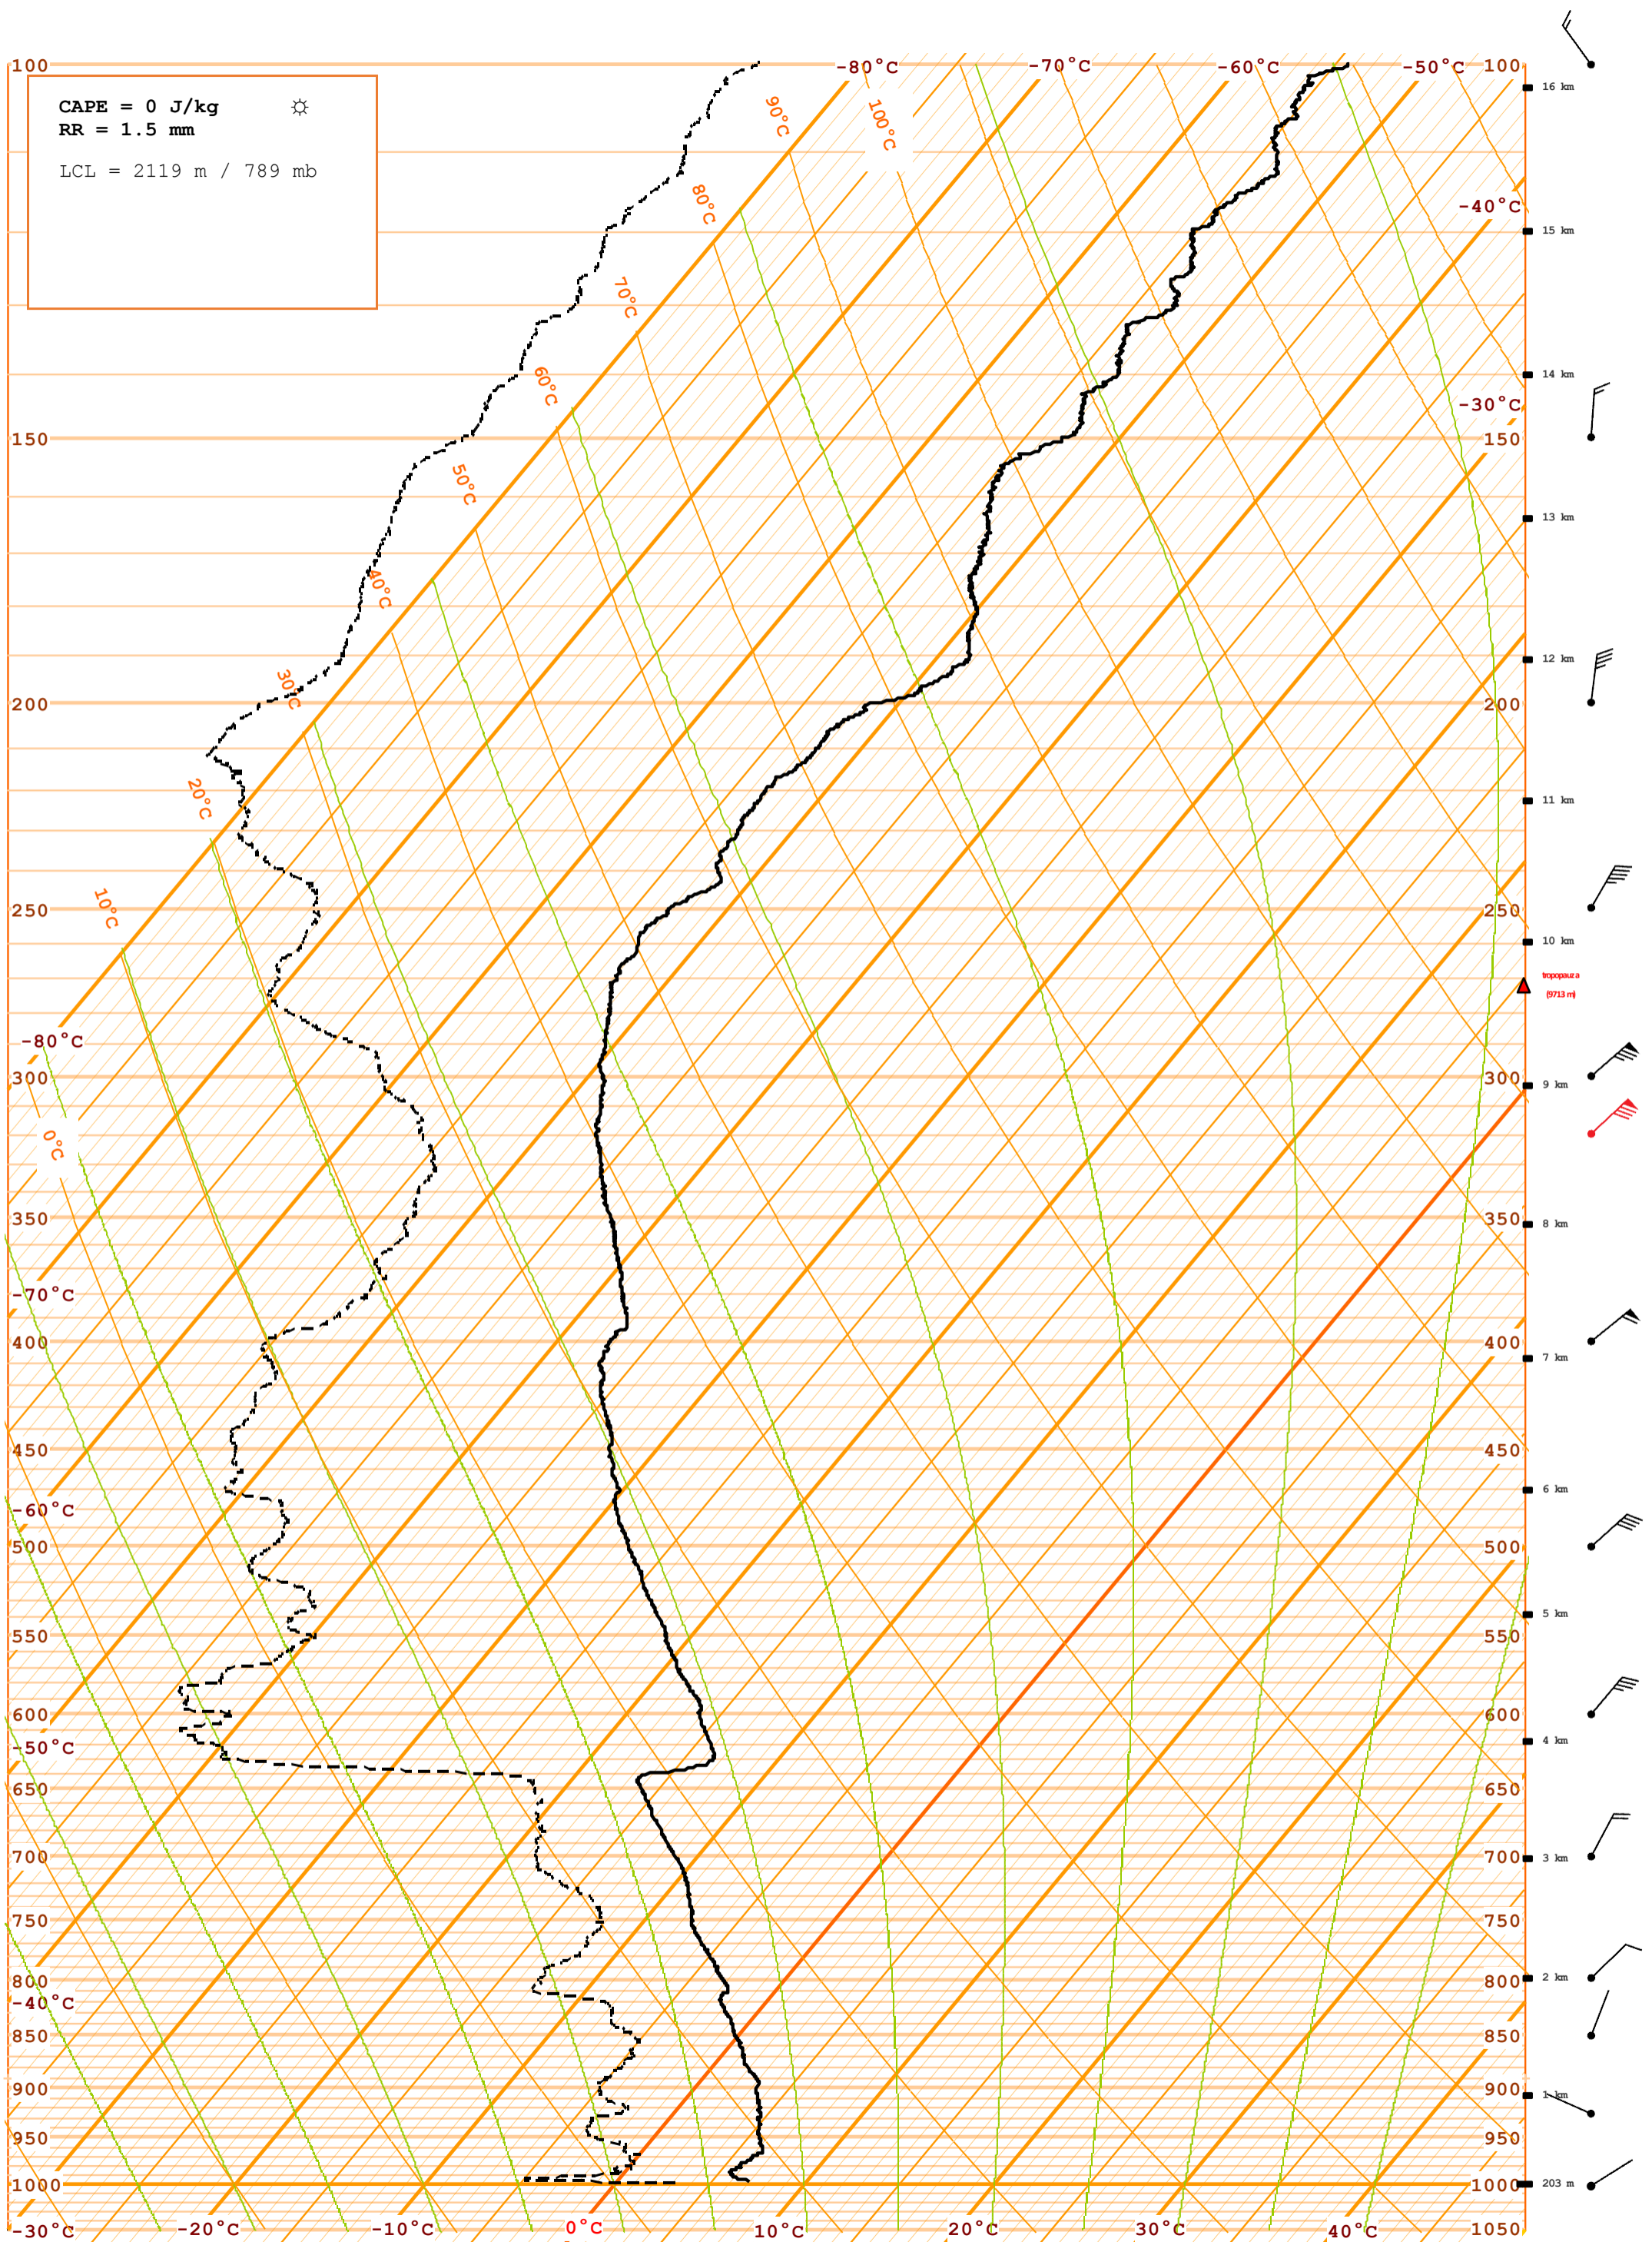 100
-80°C
-70°C
-60°C
-50°C
100
16 km
CAPE = 0 J/kg ☼
RR = 1.5 mm
LCL = 2119 m / 789 mb
90°C
100°C
80°C
-40°C
15 km
70°C
60°C
14 km
-30°C
150
150
50°C
13 km
40°C
12 km
30°C
200
200
20°C
11 km
10°C
250
250
10 km
tropopauza
(9713 m)
-80°C
300
300
9 km
0°C
350
350
8 km
-70°C
400
400
7 km
450
450
6 km
-60°C
500
500
5 km
550
550
600
600
4 km
-50°C
650
650
700
700
3 km
750
750
800
800
2 km
-40°C
850
850
900
900
1 km
950
950
1000
1000
203 m
-30°C
-20°C
-10°C
0°C
10°C
20°C
30°C
40°C
1050